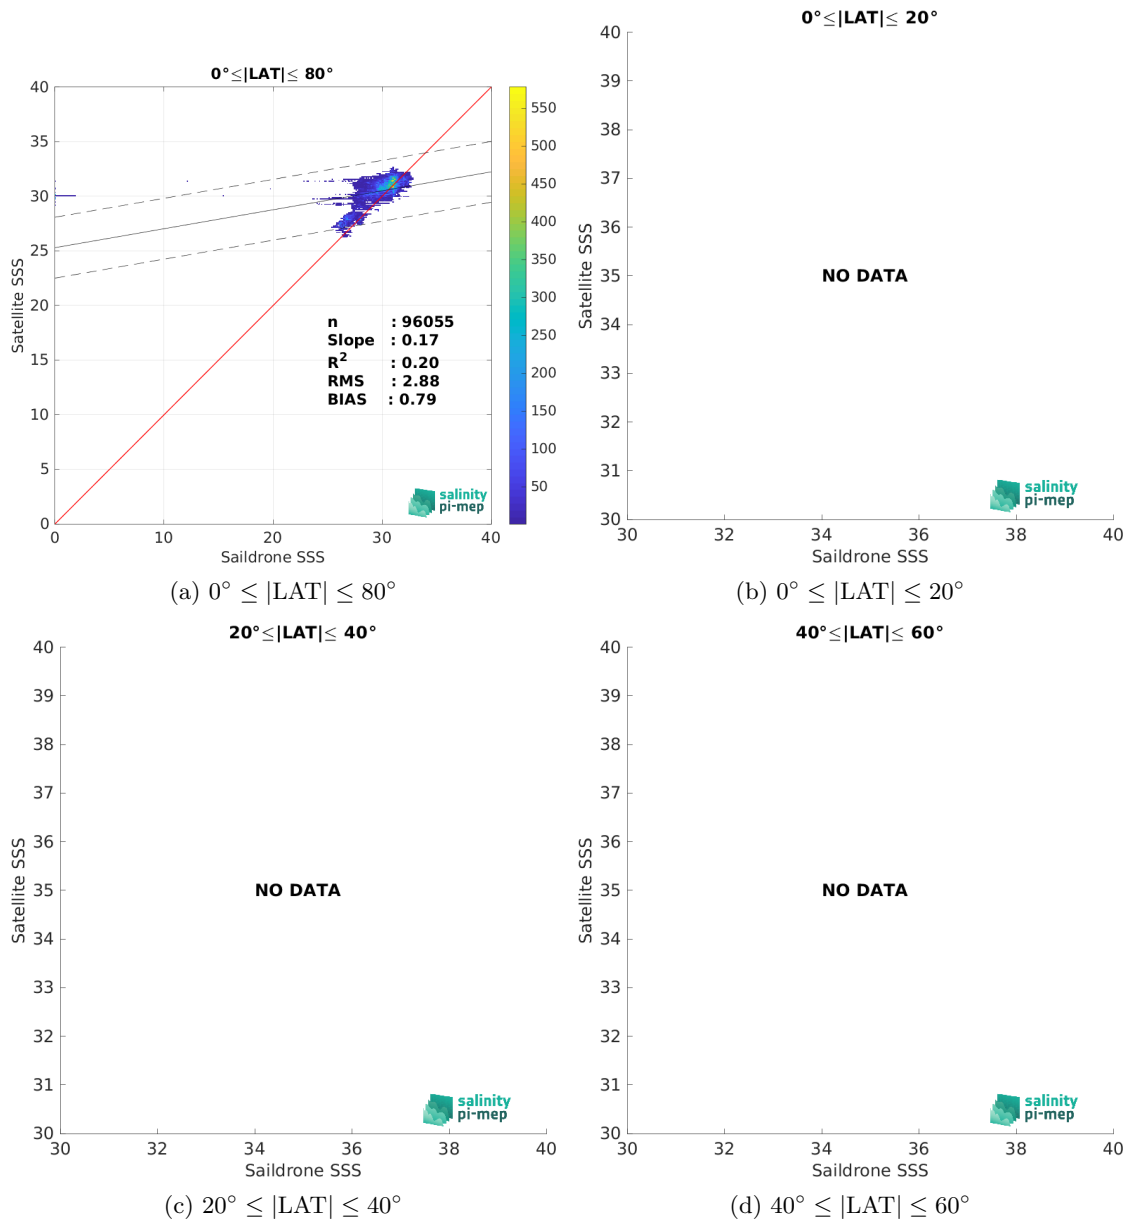 0°≤|LAT|≤ 80°
40
35
30
25
20
15
10
5
0
Satellite SSS
0
10
20
30
40
Saildrone SSS
n : 96055
Slope : 0.17
R² : 0.20
RMS : 2.88
BIAS : 0.79
salinity
pi-mep
550
500
450
400
350
300
250
200
150
100
50
(a) 0° ≤ |LAT| ≤ 80°
0°≤|LAT|≤ 20°
40
39
38
37
36
35
34
33
32
31
30
Satellite SSS
NO DATA
salinity
pi-mep
30
32
34
36
38
40
Saildrone SSS
(b) 0° ≤ |LAT| ≤ 20°
20°≤|LAT|≤ 40°
40
39
38
37
36
35
34
33
32
31
30
Satellite SSS
NO DATA
salinity
pi-mep
30
32
34
36
38
40
Saildrone SSS
(c) 20° ≤ |LAT| ≤ 40°
40°≤|LAT|≤ 60°
40
39
38
37
36
35
34
33
32
31
30
Satellite SSS
NO DATA
salinity
pi-mep
30
32
34
36
38
40
Saildrone SSS
(d) 40° ≤ |LAT| ≤ 60°